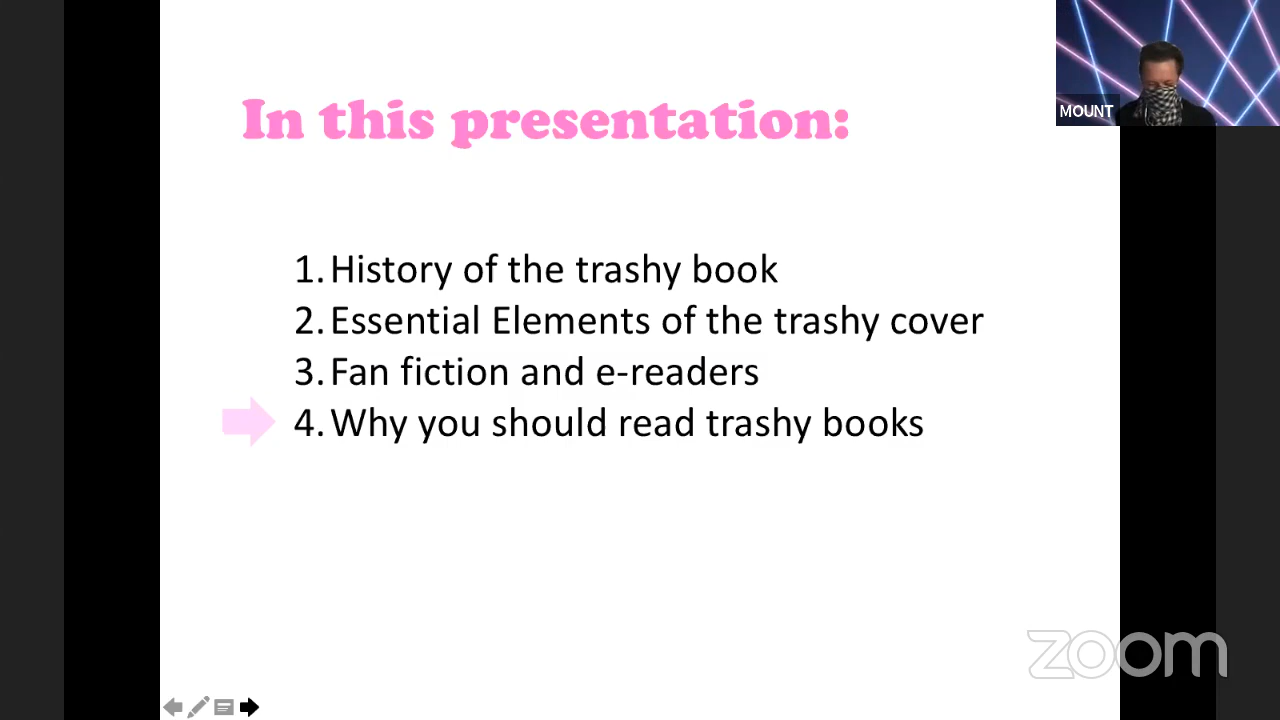 In this presentation:
MOUNT
1. History of the trashy book
2. Essential Elements of the trashy cover
3. Fan fiction and e-readers
4. Why you should read trashy books
zoom